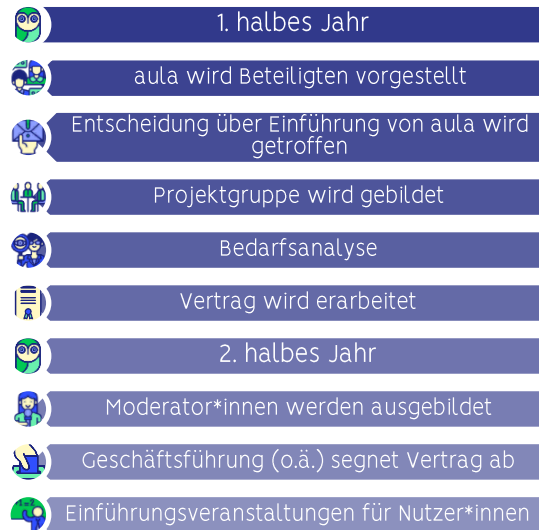 1. halbes Jahr
aula wird Beteiligten vorgestellt
Entscheidung über Einführung von aula wird
getroffen
Projektgruppe wird gebildet
Bedarfsanalyse
Vertrag wird erarbeitet
2. halbes Jahr
Moderator*innen werden ausgebildet
Geschäftsführung (o.ä.) segnet Vertrag ab
Einführungsveranstaltungen für Nutzer*innen